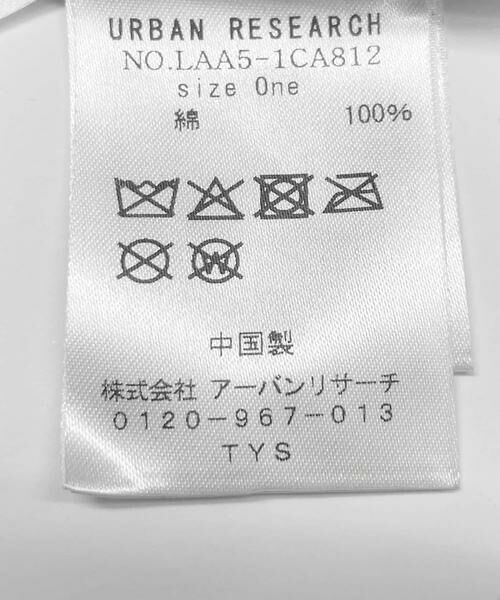 URBAN RESEARCH
NO.LAA5-1CA812
size One
綿 100%
W
中国製
株式会社 アーバンリサーチ
0120-967-013
TYS